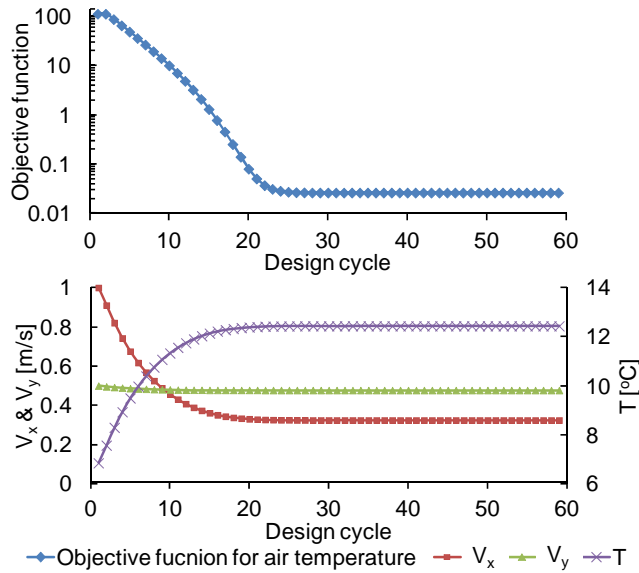 Objective function
100
10
1
0.1
0.01
0 10 20 30 40 50 60
Design cycle
V_x & V_y [m/s]
1
0.8
0.6
0.4
0.2
0
T [°C]
14
12
10
8
6
0 10 20 30 40 50 60
Design cycle
Objective fucnion for air temperature V_x V_y T